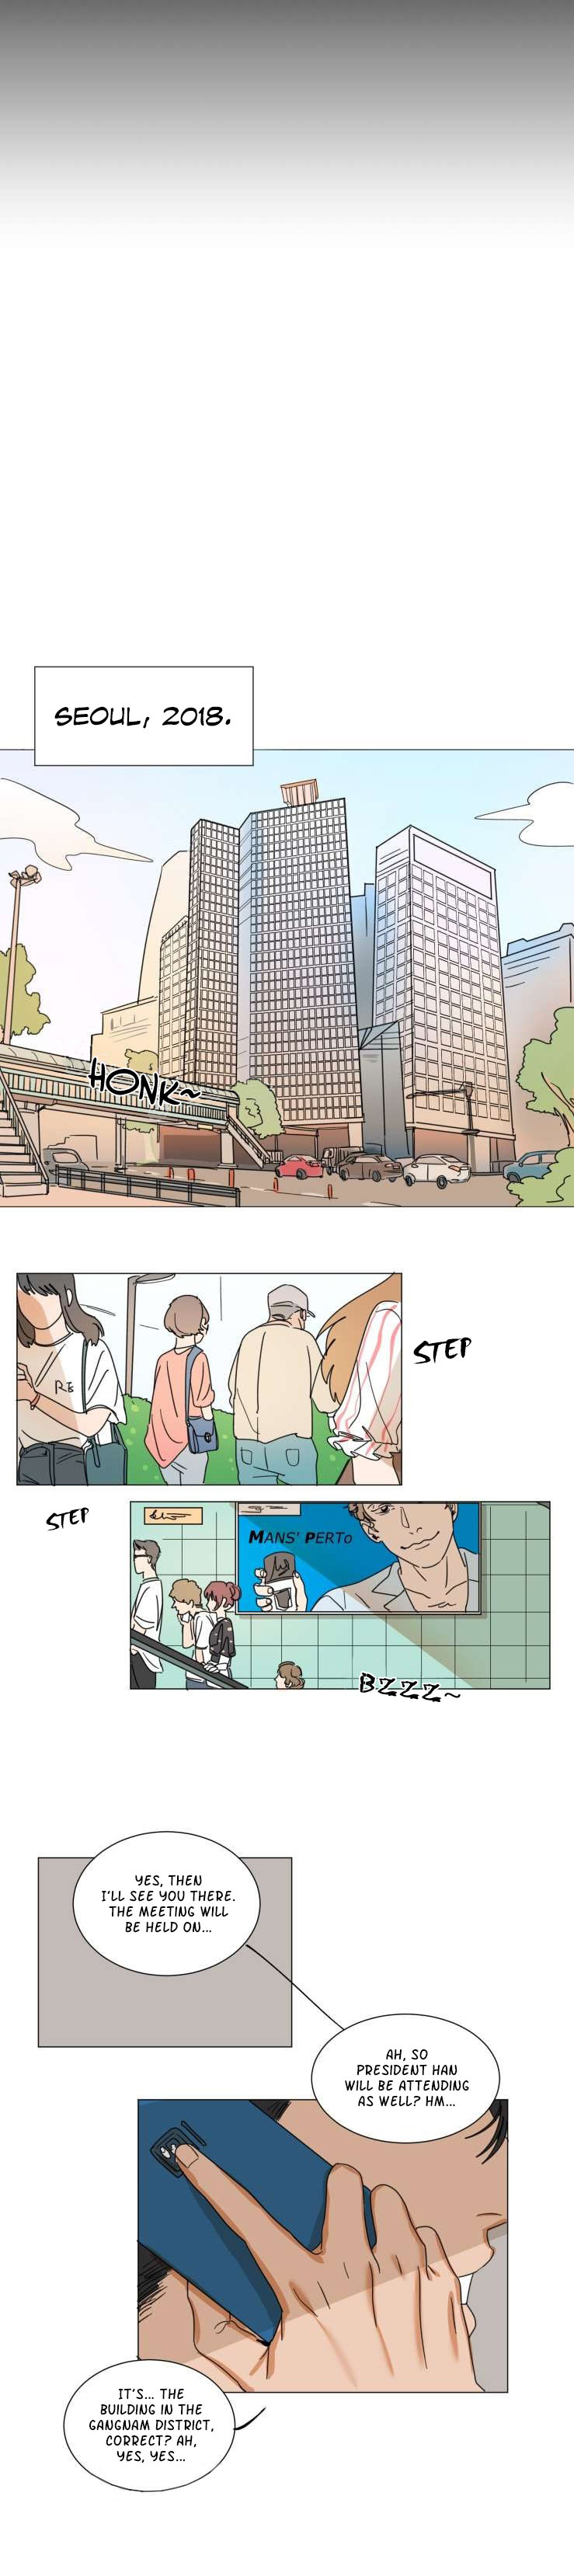 SEOUL, 2018.
HONK~
RE
STEP
STEP
MANS' PERTO
BZZZ~
YES, THEN
I'LL SEE YOU THERE.
THE MEETING WILL
BE HELD ON...
AH, SO
PRESIDENT HAN
WILL BE ATTENDING
AS WELL? HM...
IT'S... THE
BUILDING IN THE
GANGNAM DISTRICT,
CORRECT? AH,
YES, YES...